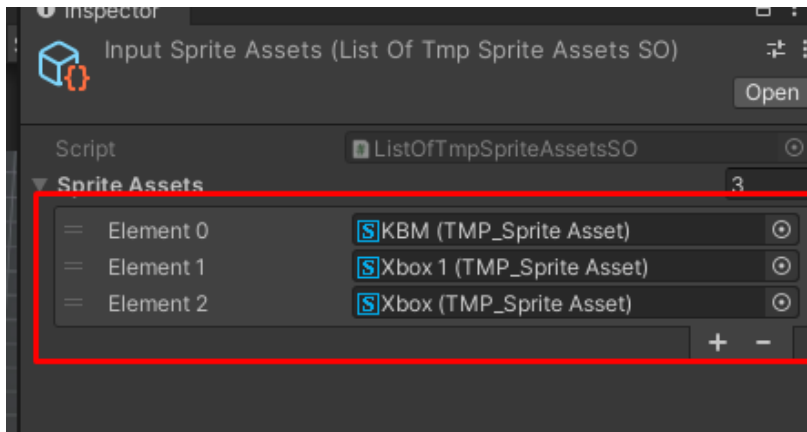 Inspector
Input Sprite Assets (List Of Tmp Sprite Assets SO)
Open
Script ListOfTmpSpriteAssetsSO
Sprite Assets 3
Element 0 KBM (TMP_Sprite Asset)
Element 1 Xbox 1 (TMP_Sprite Asset)
Element 2 Xbox (TMP_Sprite Asset)
+ −